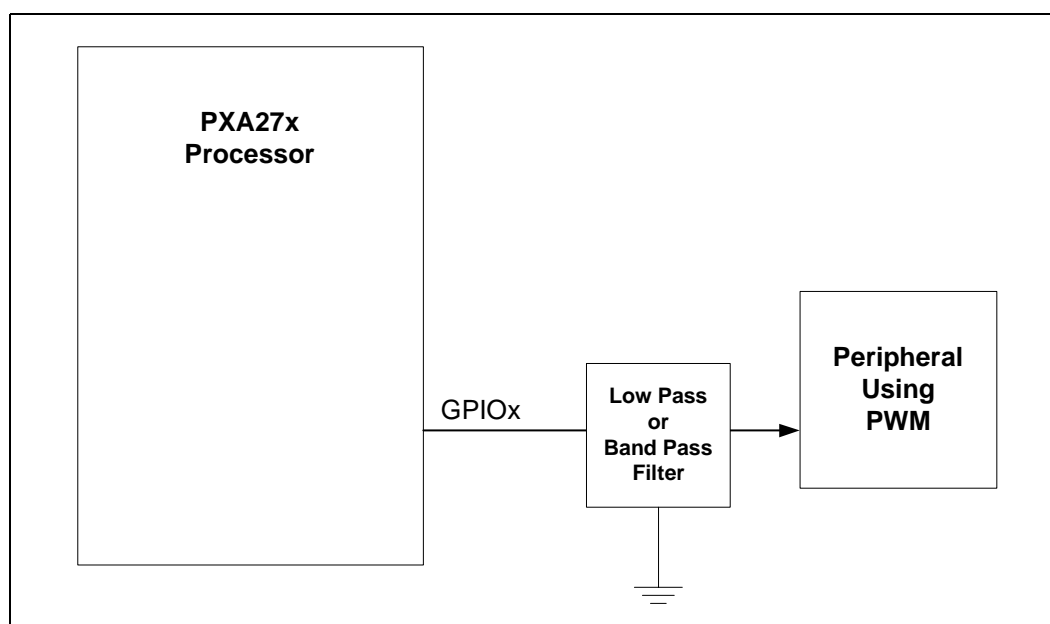 PXA27x
Processor
GPIOx
Low Pass
or
Band Pass
Filter
Peripheral
Using
PWM